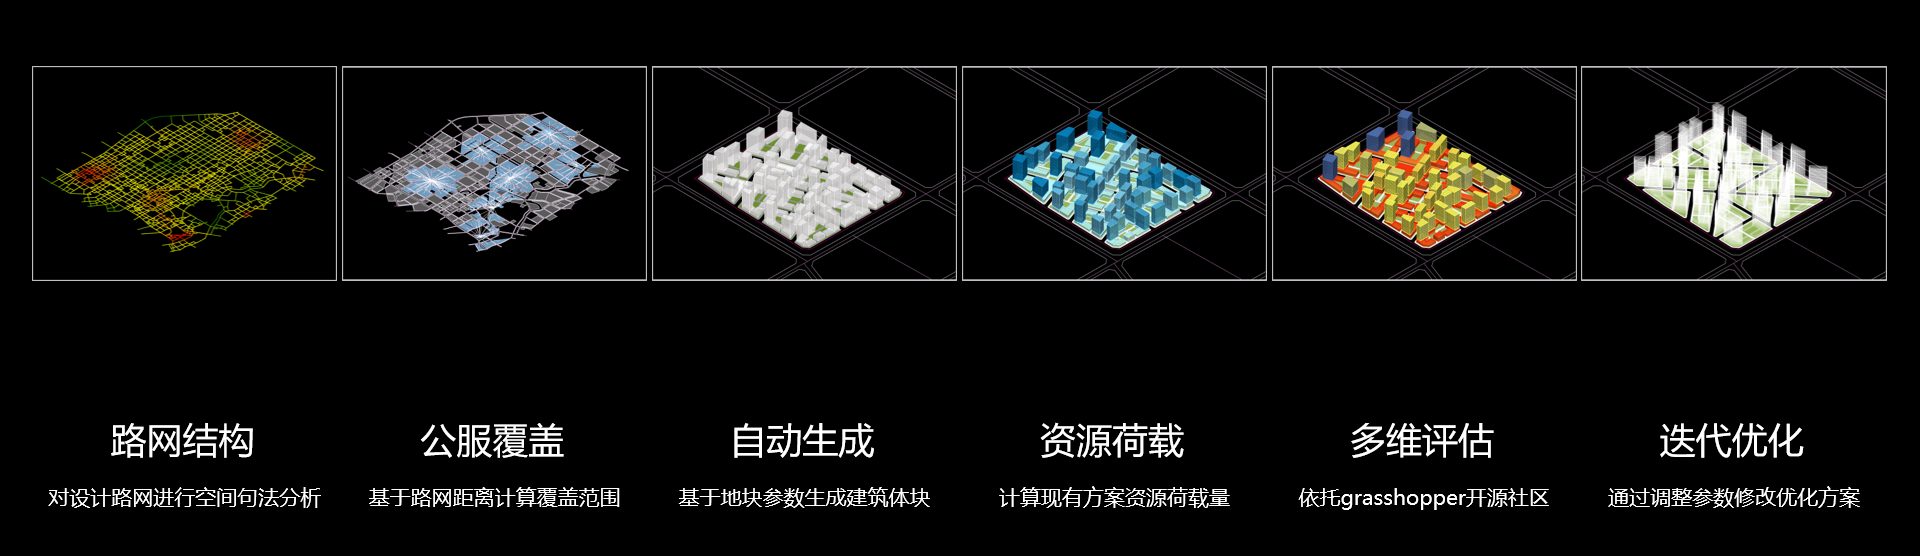 路网结构
对设计路网进行空间句法分析
公服覆盖
基于路网距离计算覆盖范围
自动生成
基于地块参数生成建筑体块
资源荷载
计算现有方案资源荷载量
多维评估
依托grasshopper开源社区
迭代优化
通过调整参数修改优化方案